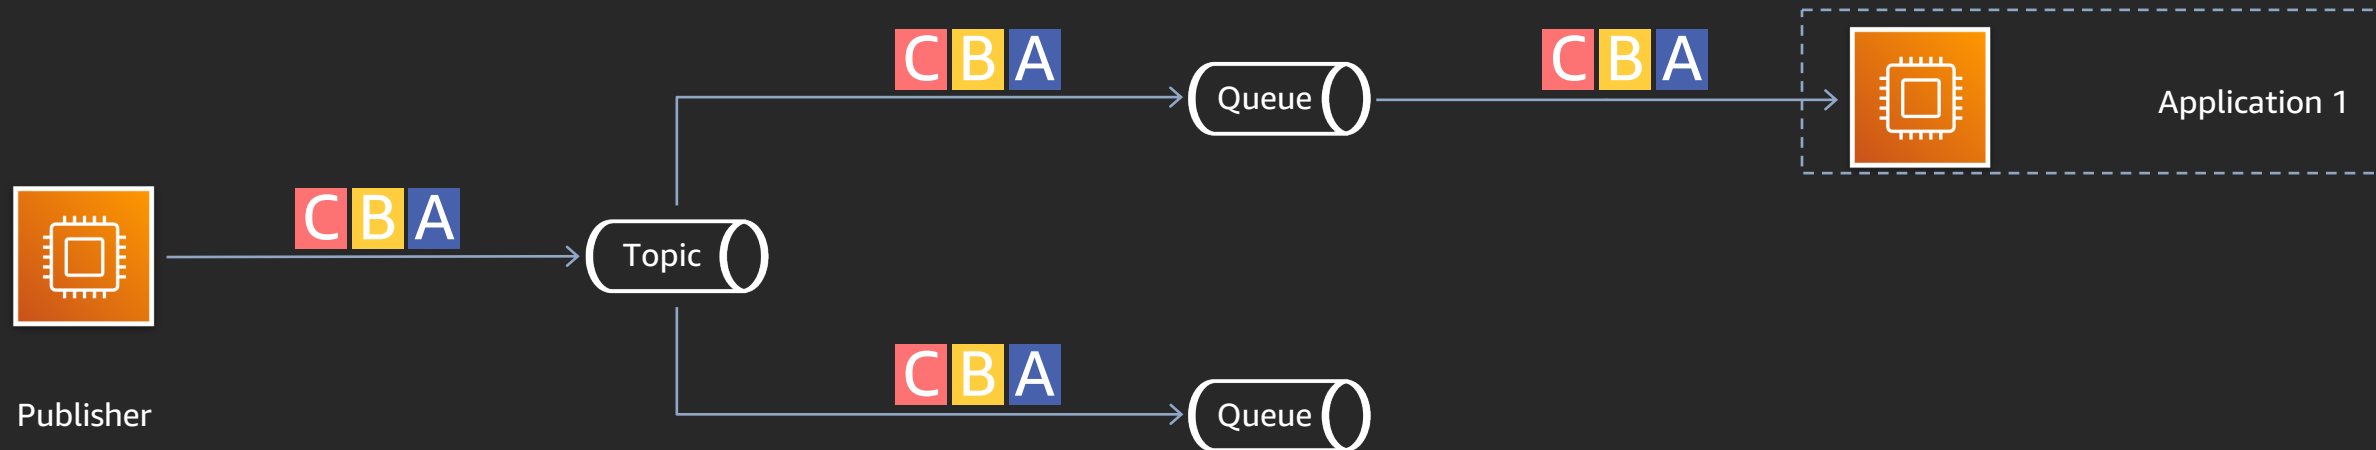 C B A
Queue
C B A
Application 1
C B A
Topic
C B A
Publisher
Queue